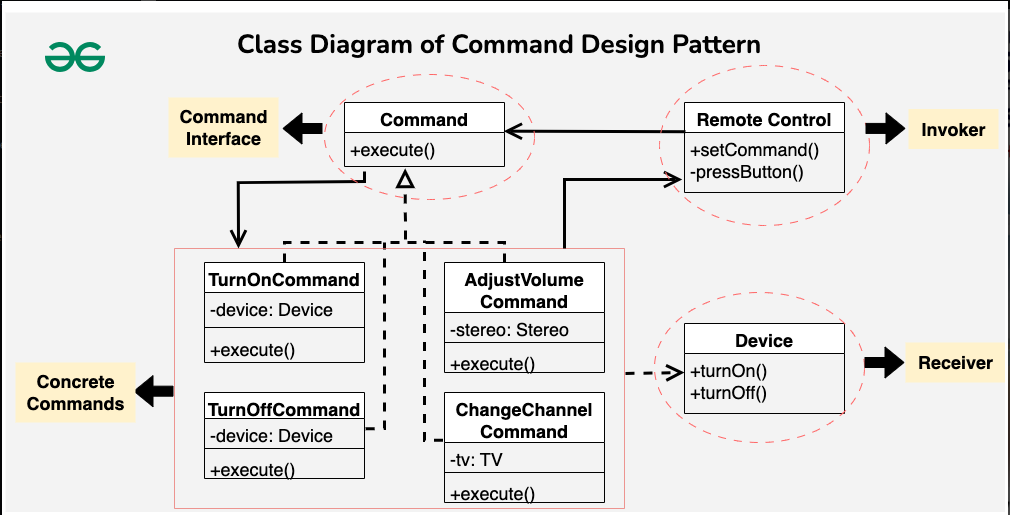 Class Diagram of Command Design Pattern
Command
Interface
Command
+execute()
Remote Control
+setCommand()
-pressButton()
Invoker
TurnOnCommand
-device: Device
+execute()
AdjustVolume
Command
-stereo: Stereo
+execute()
Device
+turnOn()
+turnOff()
Receiver
Concrete
Commands
TurnOffCommand
-device: Device
+execute()
ChangeChannel
Command
-tv: TV
+execute()